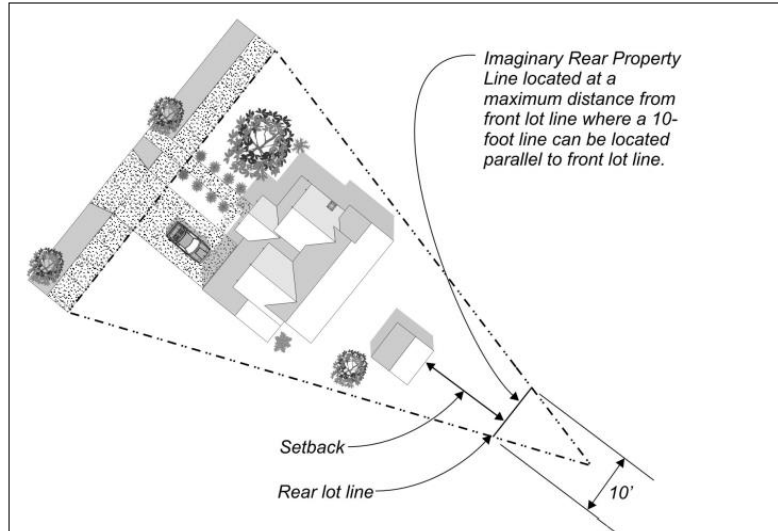 Imaginary Rear Property
Line located at a
maximum distance from
front lot line where a 10-
foot line can be located
parallel to front lot line.
Setback
Rear lot line
10’